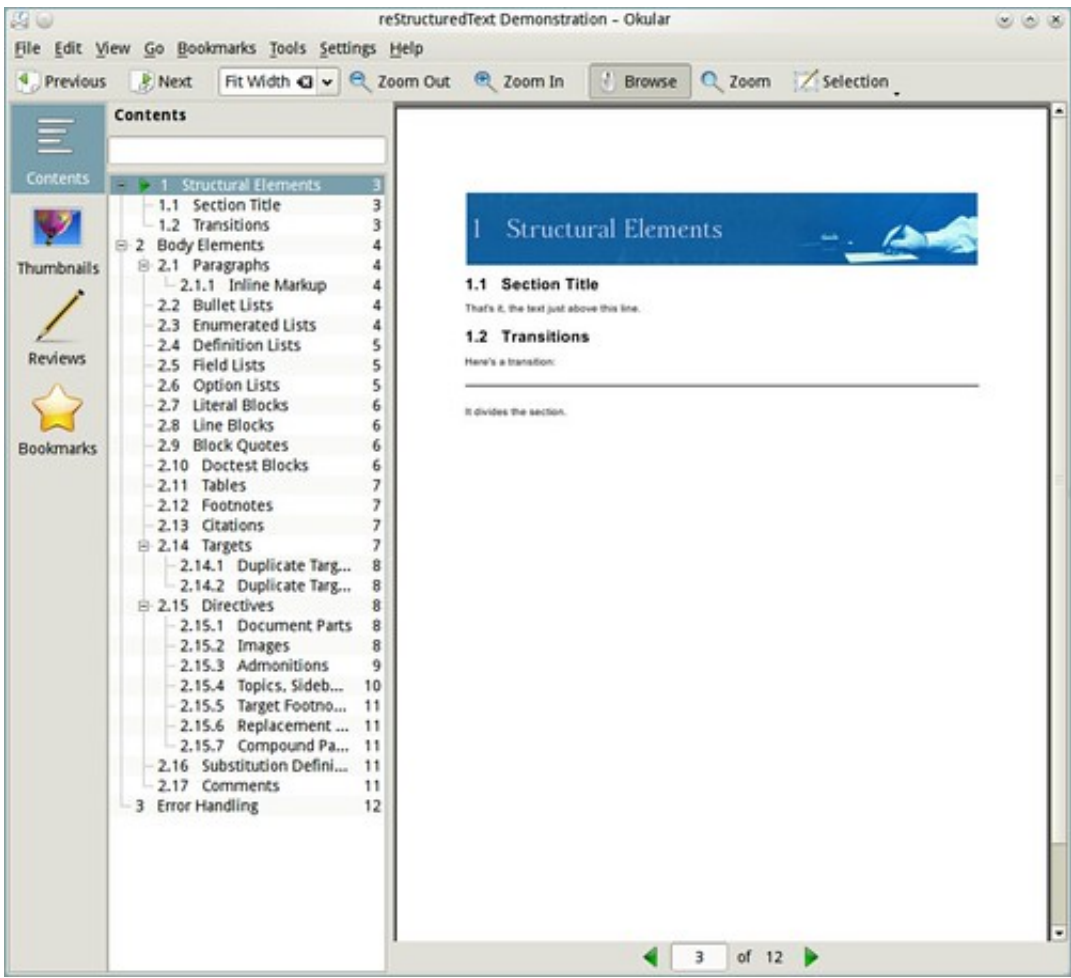 reStructuredText Demonstration – Okular
File Edit View Go Bookmarks Tools Settings Help
Previous Next Fit Width Zoom Out Zoom In Browse Zoom Selection
Contents
Thumbnails
Reviews
Bookmarks
Contents
1 Structural Elements 3
1.1 Section Title 3
1.2 Transitions 3
2 Body Elements 4
2.1 Paragraphs 4
2.1.1 Inline Markup 4
2.2 Bullet Lists 4
2.3 Enumerated Lists 4
2.4 Definition Lists 5
2.5 Field Lists 5
2.6 Option Lists 5
2.7 Literal Blocks 6
2.8 Line Blocks 6
2.9 Block Quotes 6
2.10 Doctest Blocks 6
2.11 Tables 7
2.12 Footnotes 7
2.13 Citations 7
2.14 Targets 7
2.14.1 Duplicate Targ... 8
2.14.2 Duplicate Targ... 8
2.15 Directives 8
2.15.1 Document Parts 8
2.15.2 Images 8
2.15.3 Admonitions 9
2.15.4 Topics, Sideb... 10
2.15.5 Target Footno... 11
2.15.6 Replacement ... 11
2.15.7 Compound Pa... 11
2.16 Substitution Defini... 11
2.17 Comments 11
3 Error Handling 12
1 Structural Elements
1.1 Section Title
That's it, the text just above this line.
1.2 Transitions
Here's a transition:
It divides the section.
3 of 12